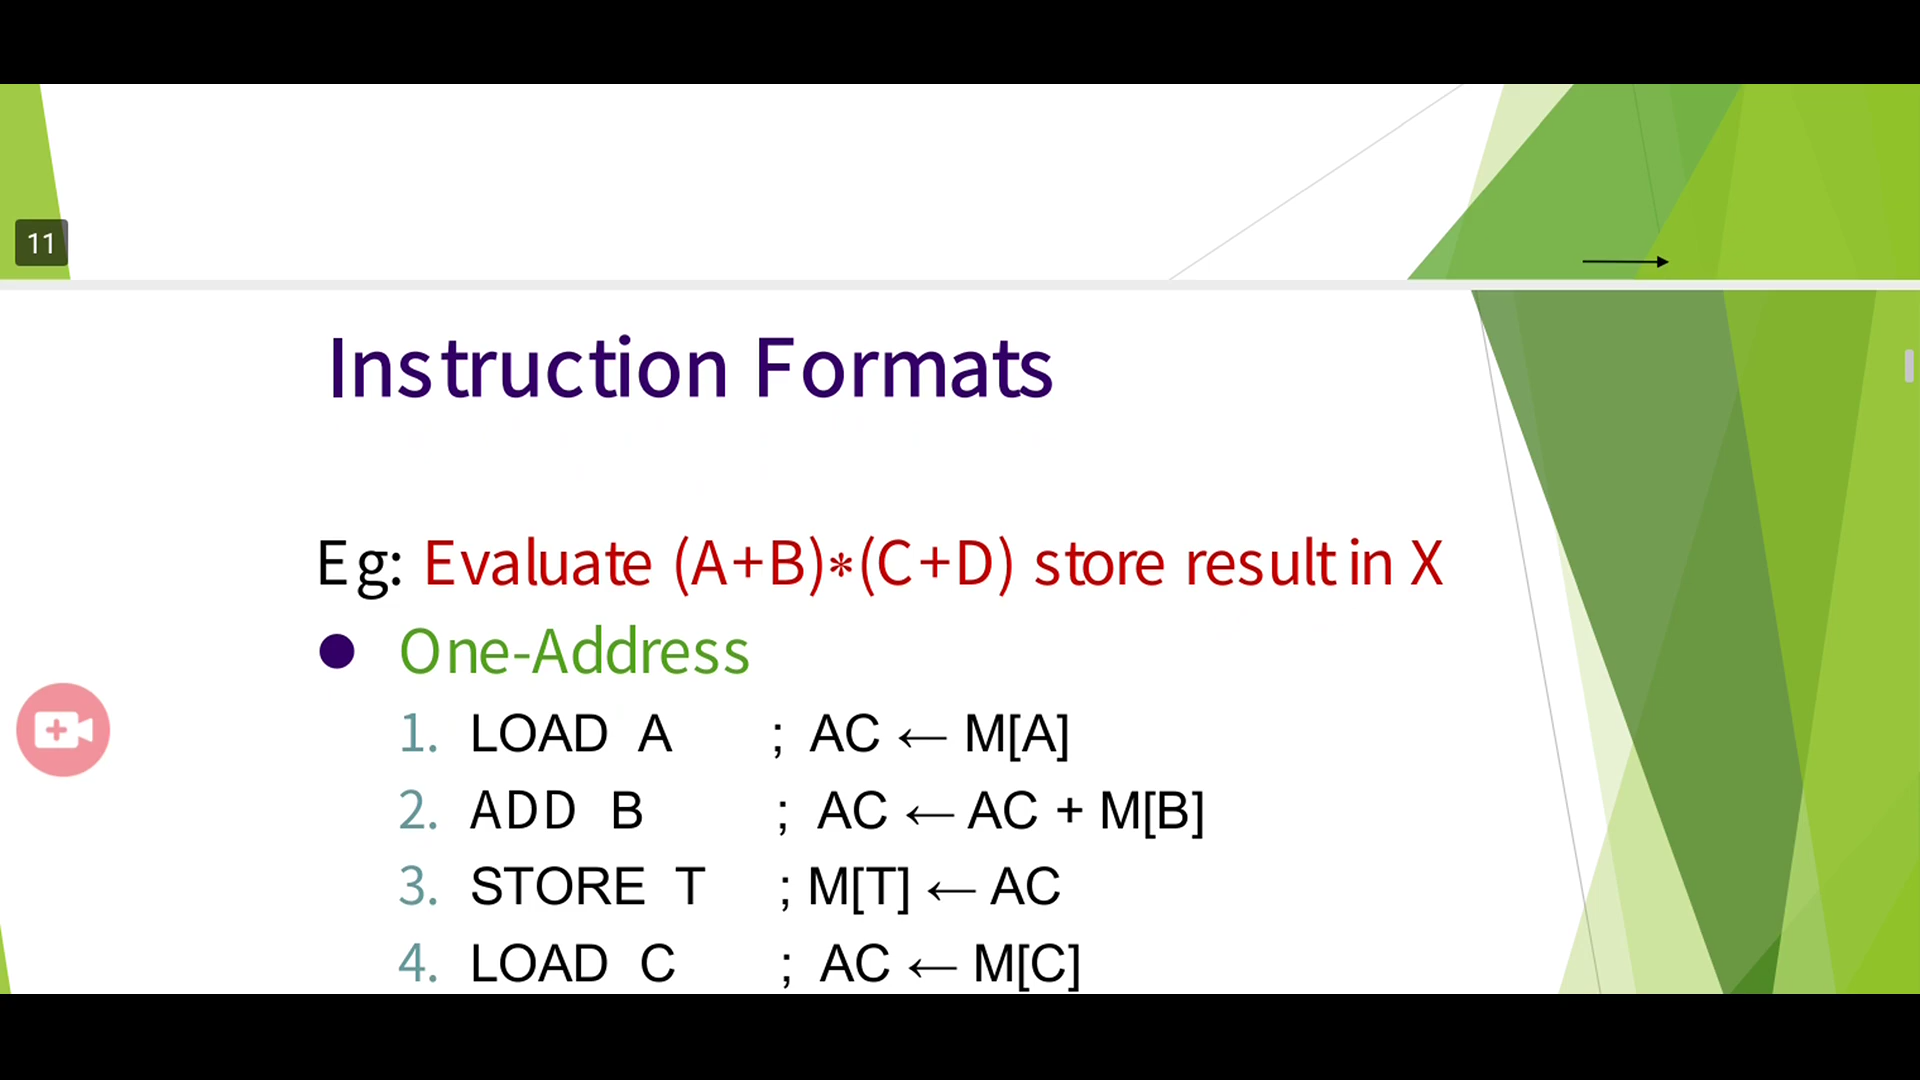 11
Instruction Formats
Eg: Evaluate (A+B)*(C+D) store result in X
● One-Address
1. LOAD A ; AC ← M[A]
2. ADD B ; AC ← AC + M[B]
3. STORE T ; M[T] ← AC
4. LOAD C ; AC ← M[C]